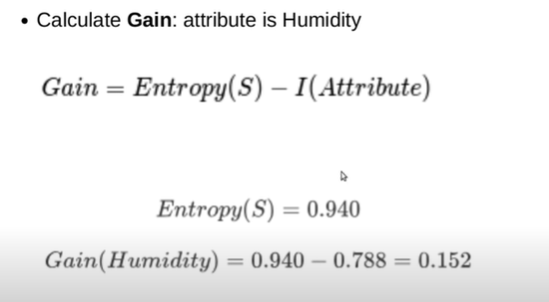 • Calculate Gain: attribute is Humidity
Gain = Entropy(S) − I(Attribute)
Entropy(S) = 0.940
Gain(Humidity) = 0.940 − 0.788 = 0.152